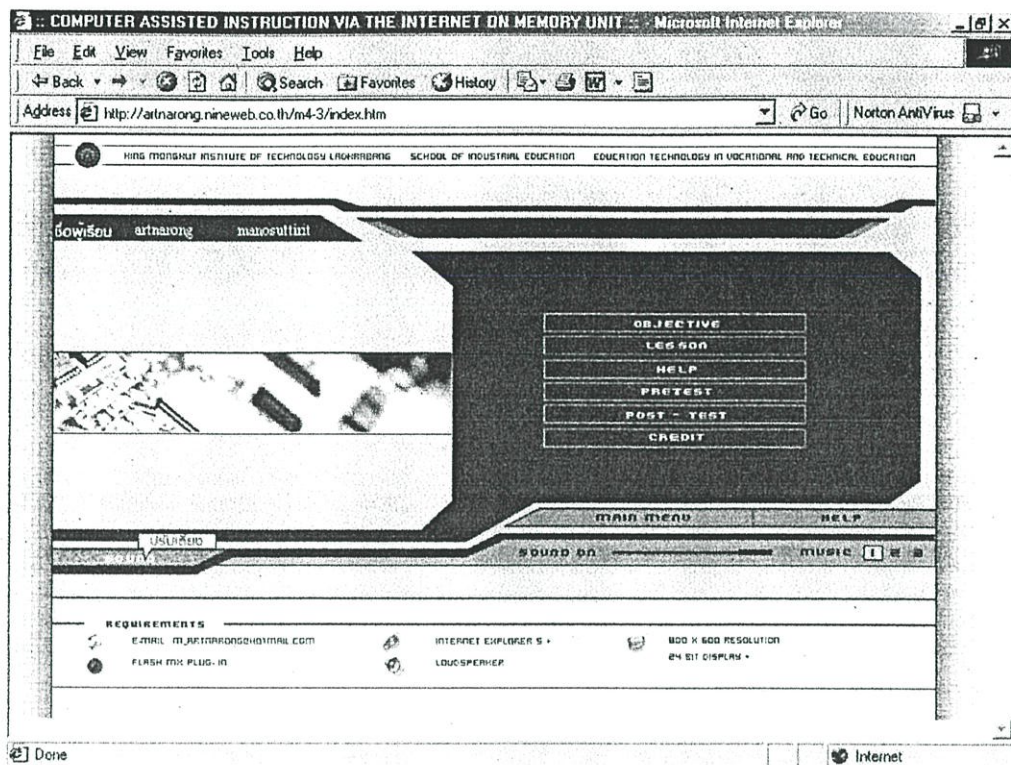 :: COMPUTER ASSISTED INSTRUCTION VIA THE INTERNET ON MEMORY UNIT :: - Microsoft Internet Explorer
File Edit View Favorites Tools Help
Back Search Favorites History
Address http://artnarong.nineweb.co.th/m4-3/index.htm Go Norton AntiVirus
KING MONGKUT INSTITUTE OF TECHNOLOGY LADKRABANG SCHOOL OF INDUSTRIAL EDUCATION EDUCATION TECHNOLOGY IN VOCATIONAL AND TECHNICAL EDUCATION
ชื่อผู้เรียน artnarong manosuttirit
OBJECTIVE
LESSON
HELP
PRETEST
POST - TEST
CREDIT
MAIN MENU HELP
ปรับเสียง
SOUND ON MUSIC 1 2 3
REQUIREMENTS
E-MAIL M_ARTNARONG@HOTMAIL.COM INTERNET EXPLORER 5 + 800 X 600 RESOLUTION
FLASH MX PLUG-IN LOUDSPEAKER 24 BIT DISPLAY +
Done Internet